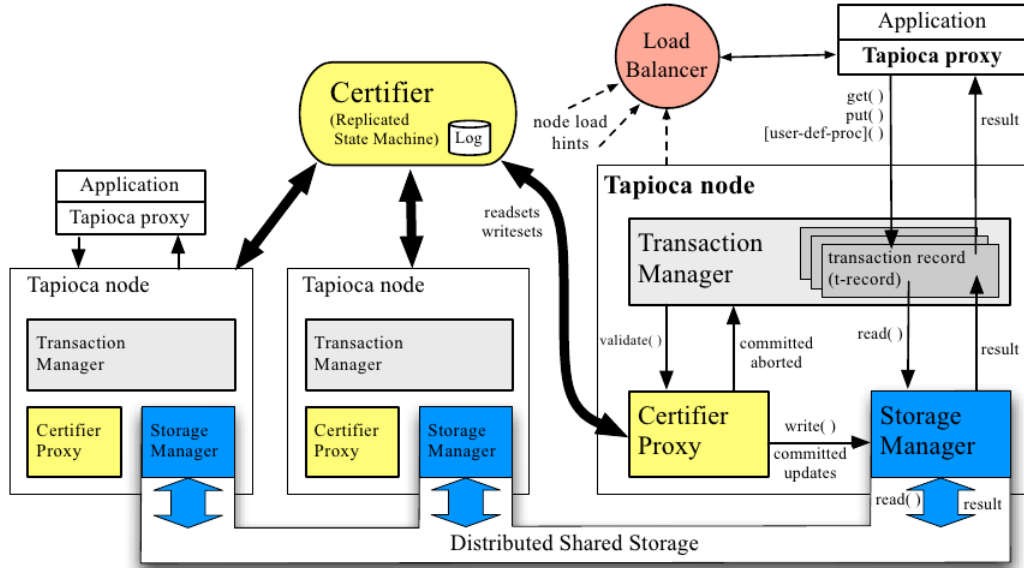 Application
Tapioca proxy
Load
Balancer
get( )
put( )
[user-def-proc]( )
result
node load
hints
Certifier
(Replicated
State Machine)
Log
Application
Tapioca proxy
readsets
writesets
Tapioca node
Transaction
Manager
transaction record
(t-record)
Tapioca node
Transaction
Manager
Certifier
Proxy
Storage
Manager
Tapioca node
Transaction
Manager
Certifier
Proxy
Storage
Manager
validate( )
committed
aborted
read( )
result
Certifier
Proxy
write( )
committed
updates
Storage
Manager
read( )
result
Distributed Shared Storage